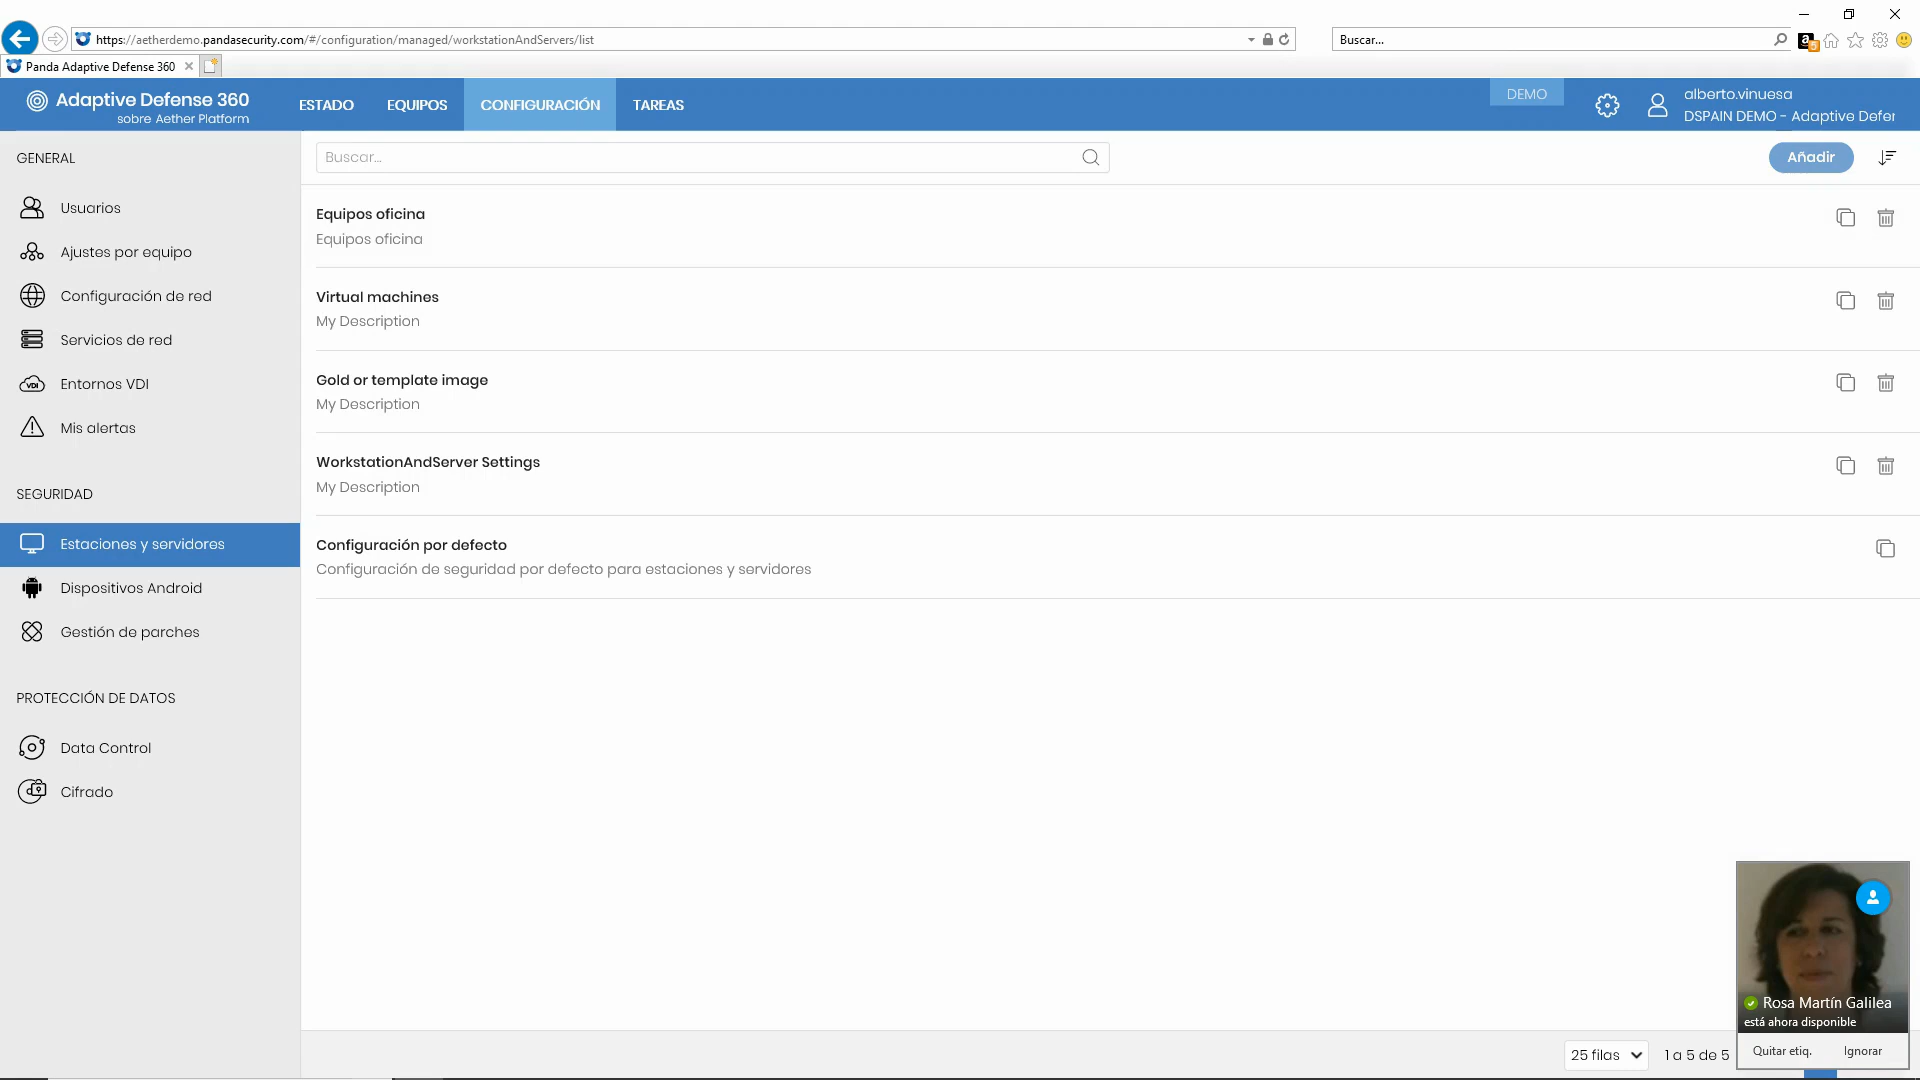 https://aetherdemo.pandasecurity.com/#/configuration/managed/workstationAndServers/list
Buscar...
Panda Adaptive Defense 360
Adaptive Defense 360
sobre Aether Platform
ESTADO
EQUIPOS
CONFIGURACIÓN
TAREAS
DEMO
alberto.vinuesa
DSPAIN DEMO - Adaptive Defer
GENERAL
Usuarios
Ajustes por equipo
Configuración de red
Servicios de red
VDI
Entornos VDI
Mis alertas
SEGURIDAD
Estaciones y servidores
Dispositivos Android
Gestión de parches
PROTECCIÓN DE DATOS
Data Control
Cifrado
Buscar...
Añadir
Equipos oficina
Equipos oficina
Virtual machines
My Description
Gold or template image
My Description
WorkstationAndServer Settings
My Description
Configuración por defecto
Configuración de seguridad por defecto para estaciones y servidores
25 filas
1 a 5 de 5
Rosa Martín Galilea
está ahora disponible
Quitar etiq.
Ignorar